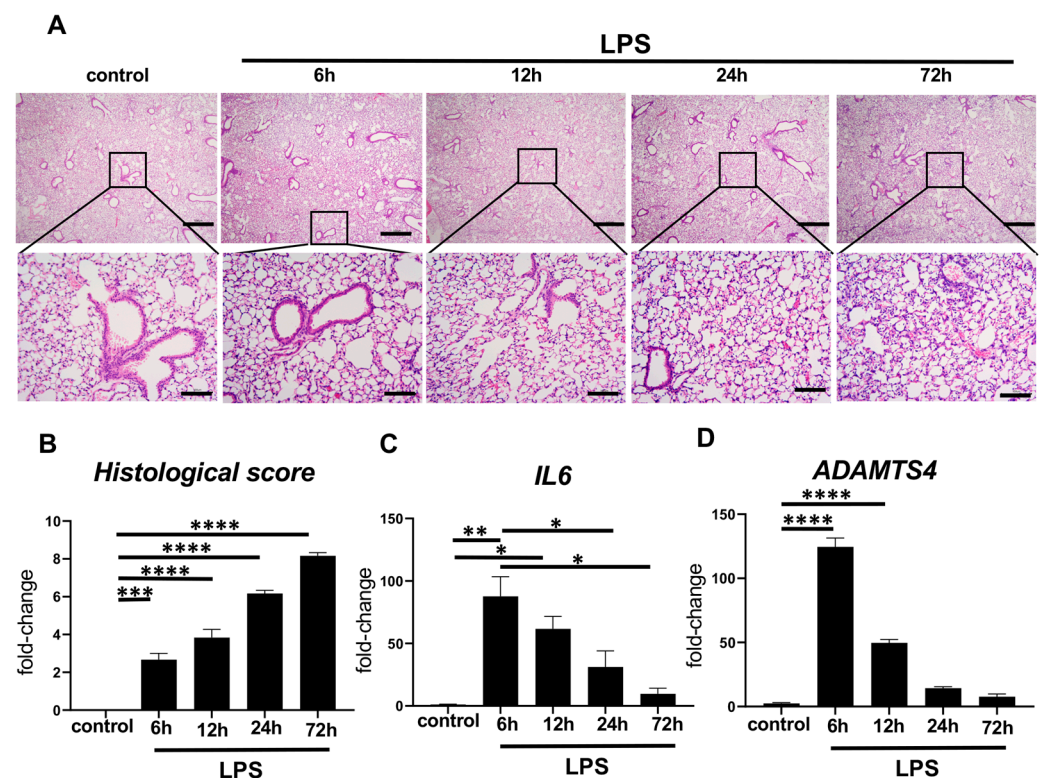 A
LPS
control 6h 12h 24h 72h
B
Histological score
fold-change
10
8
6
4
2
0
****
****
****
***
control 6h 12h 24h 72h
LPS
C
IL6
fold-change
150
100
50
0
** *
* *
control 6h 12h 24h 72h
LPS
D
ADAMTS4
fold-change
150
100
50
0
****
****
control 6h 12h 24h 72h
LPS